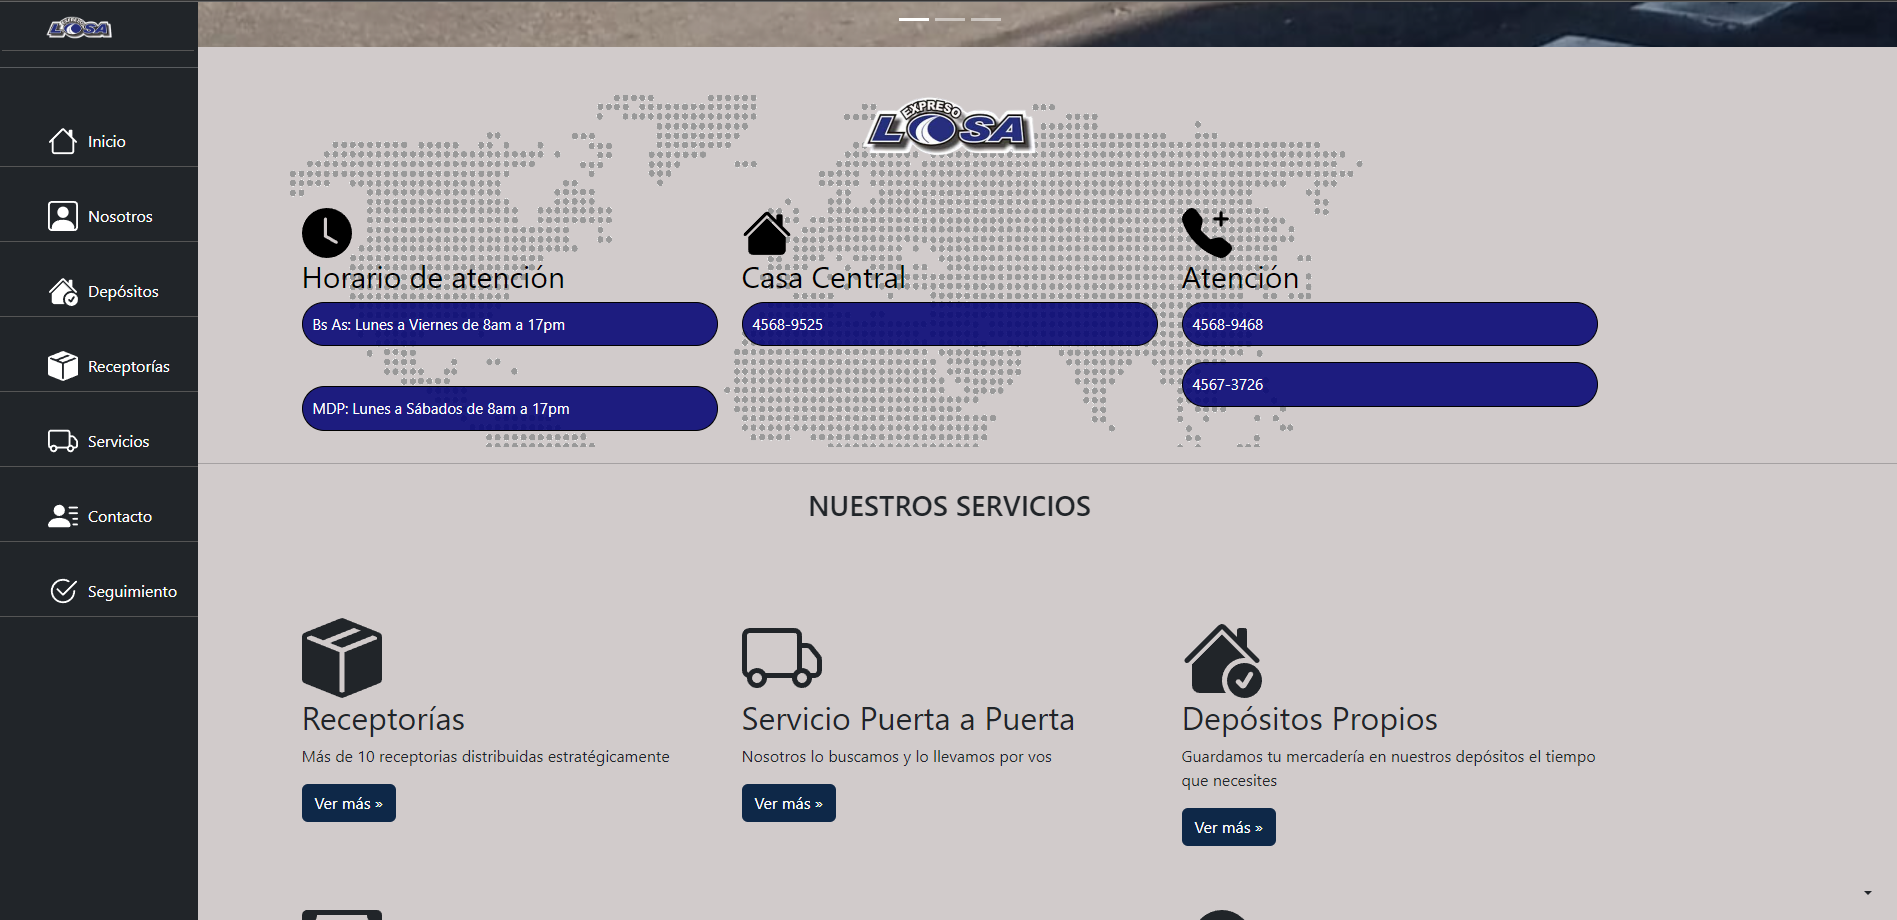 LOSA
Inicio
Nosotros
Depósitos
Receptorías
Servicios
Contacto
Seguimiento
EXPRESO
LOSA
Horario de atención
Bs As: Lunes a Viernes de 8am a 17pm
MDP: Lunes a Sábados de 8am a 17pm
Casa Central
4568-9525
Atención
4568-9468
4567-3726
NUESTROS SERVICIOS
Receptorías
Más de 10 receptorias distribuidas estratégicamente
Ver más »
Servicio Puerta a Puerta
Nosotros lo buscamos y lo llevamos por vos
Ver más »
Depósitos Propios
Guardamos tu mercadería en nuestros depósitos el tiempo
que necesites
Ver más »